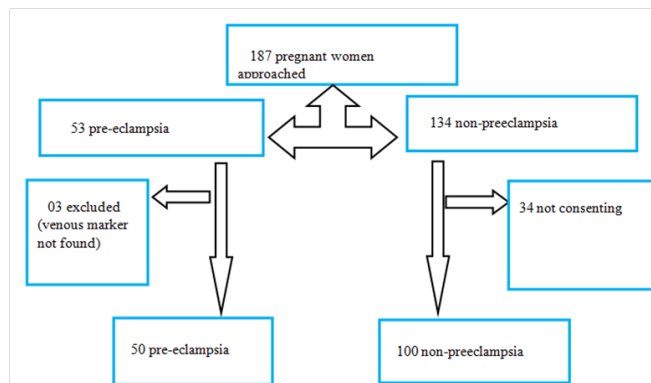 187 pregnant women
approached
53 pre-eclampsia
134 non-preeclampsia
03 excluded
(venous marker
not found)
34 not consenting
50 pre-eclampsia
100 non-preeclampsia